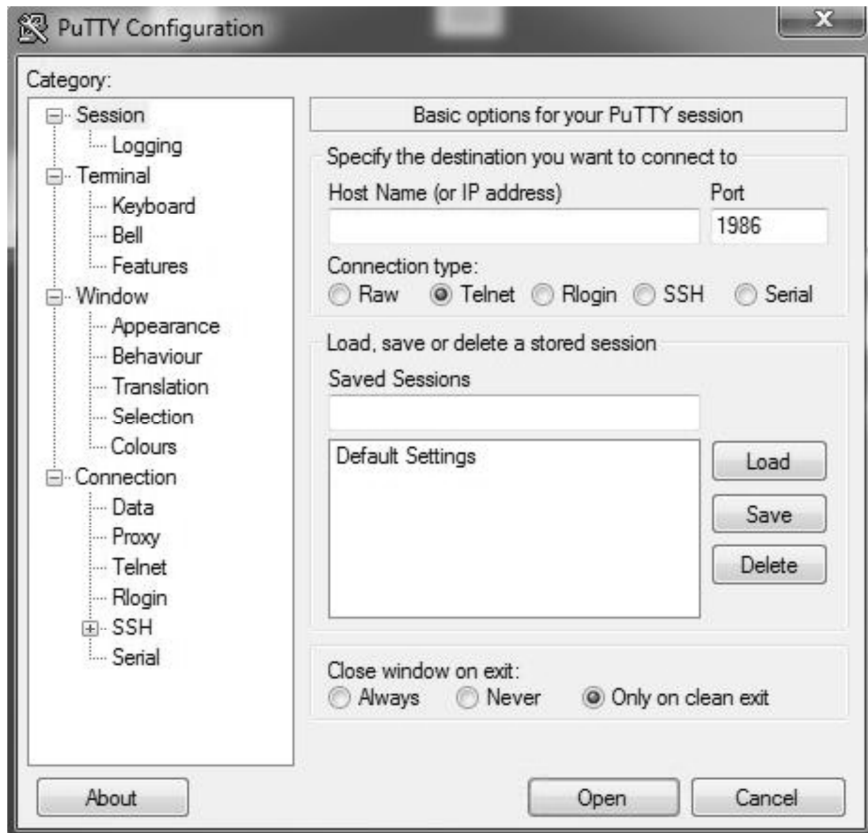 PuTTY Configuration
X
Category:
Session
Logging
Terminal
Keyboard
Bell
Features
Window
Appearance
Behaviour
Translation
Selection
Colours
Connection
Data
Proxy
Telnet
Rlogin
SSH
Serial
Basic options for your PuTTY session
Specify the destination you want to connect to
Host Name (or IP address) Port
1986
Connection type:
Raw Telnet Rlogin SSH Serial
Load, save or delete a stored session
Saved Sessions
Default Settings
Load
Save
Delete
Close window on exit:
Always Never Only on clean exit
About Open Cancel